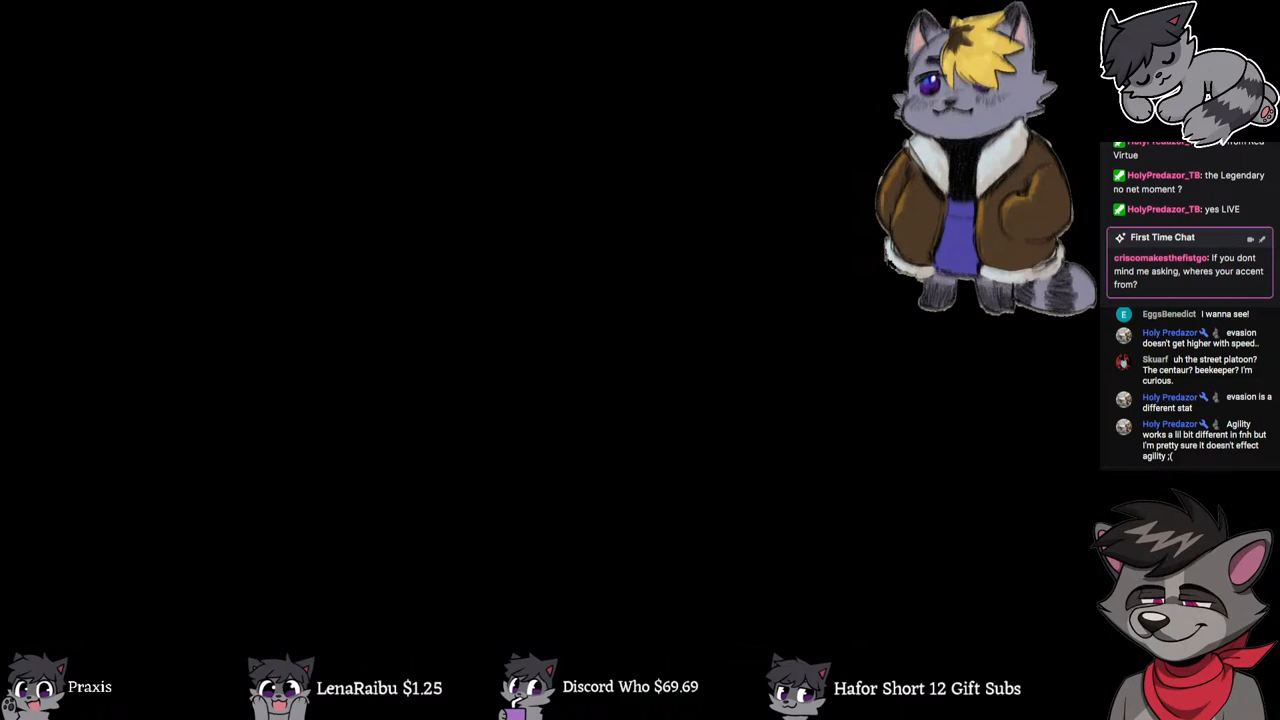 Virtue
HolyPredazor_TB: the Legendary
no net moment ?
HolyPredazor_TB: yes LIVE
First Time Chat
criscomakesthefistgo: If you dont
mind me asking, wheres your accent
from?
E EggsBenedict I wanna see!
Holy Predazor evasion
doesn't get higher with speed..
Skuarf uh the street platoon?
The centaur? beekeeper? I'm
curious.
Holy Predazor evasion is a
different stat
Holy Predazor Agility
works a lil bit different in fnh but
I'm pretty sure it doesn't effect
agility ;(
Praxis
LenaRaibu $1.25
Discord Who $69.69
Hafor Short 12 Gift Subs